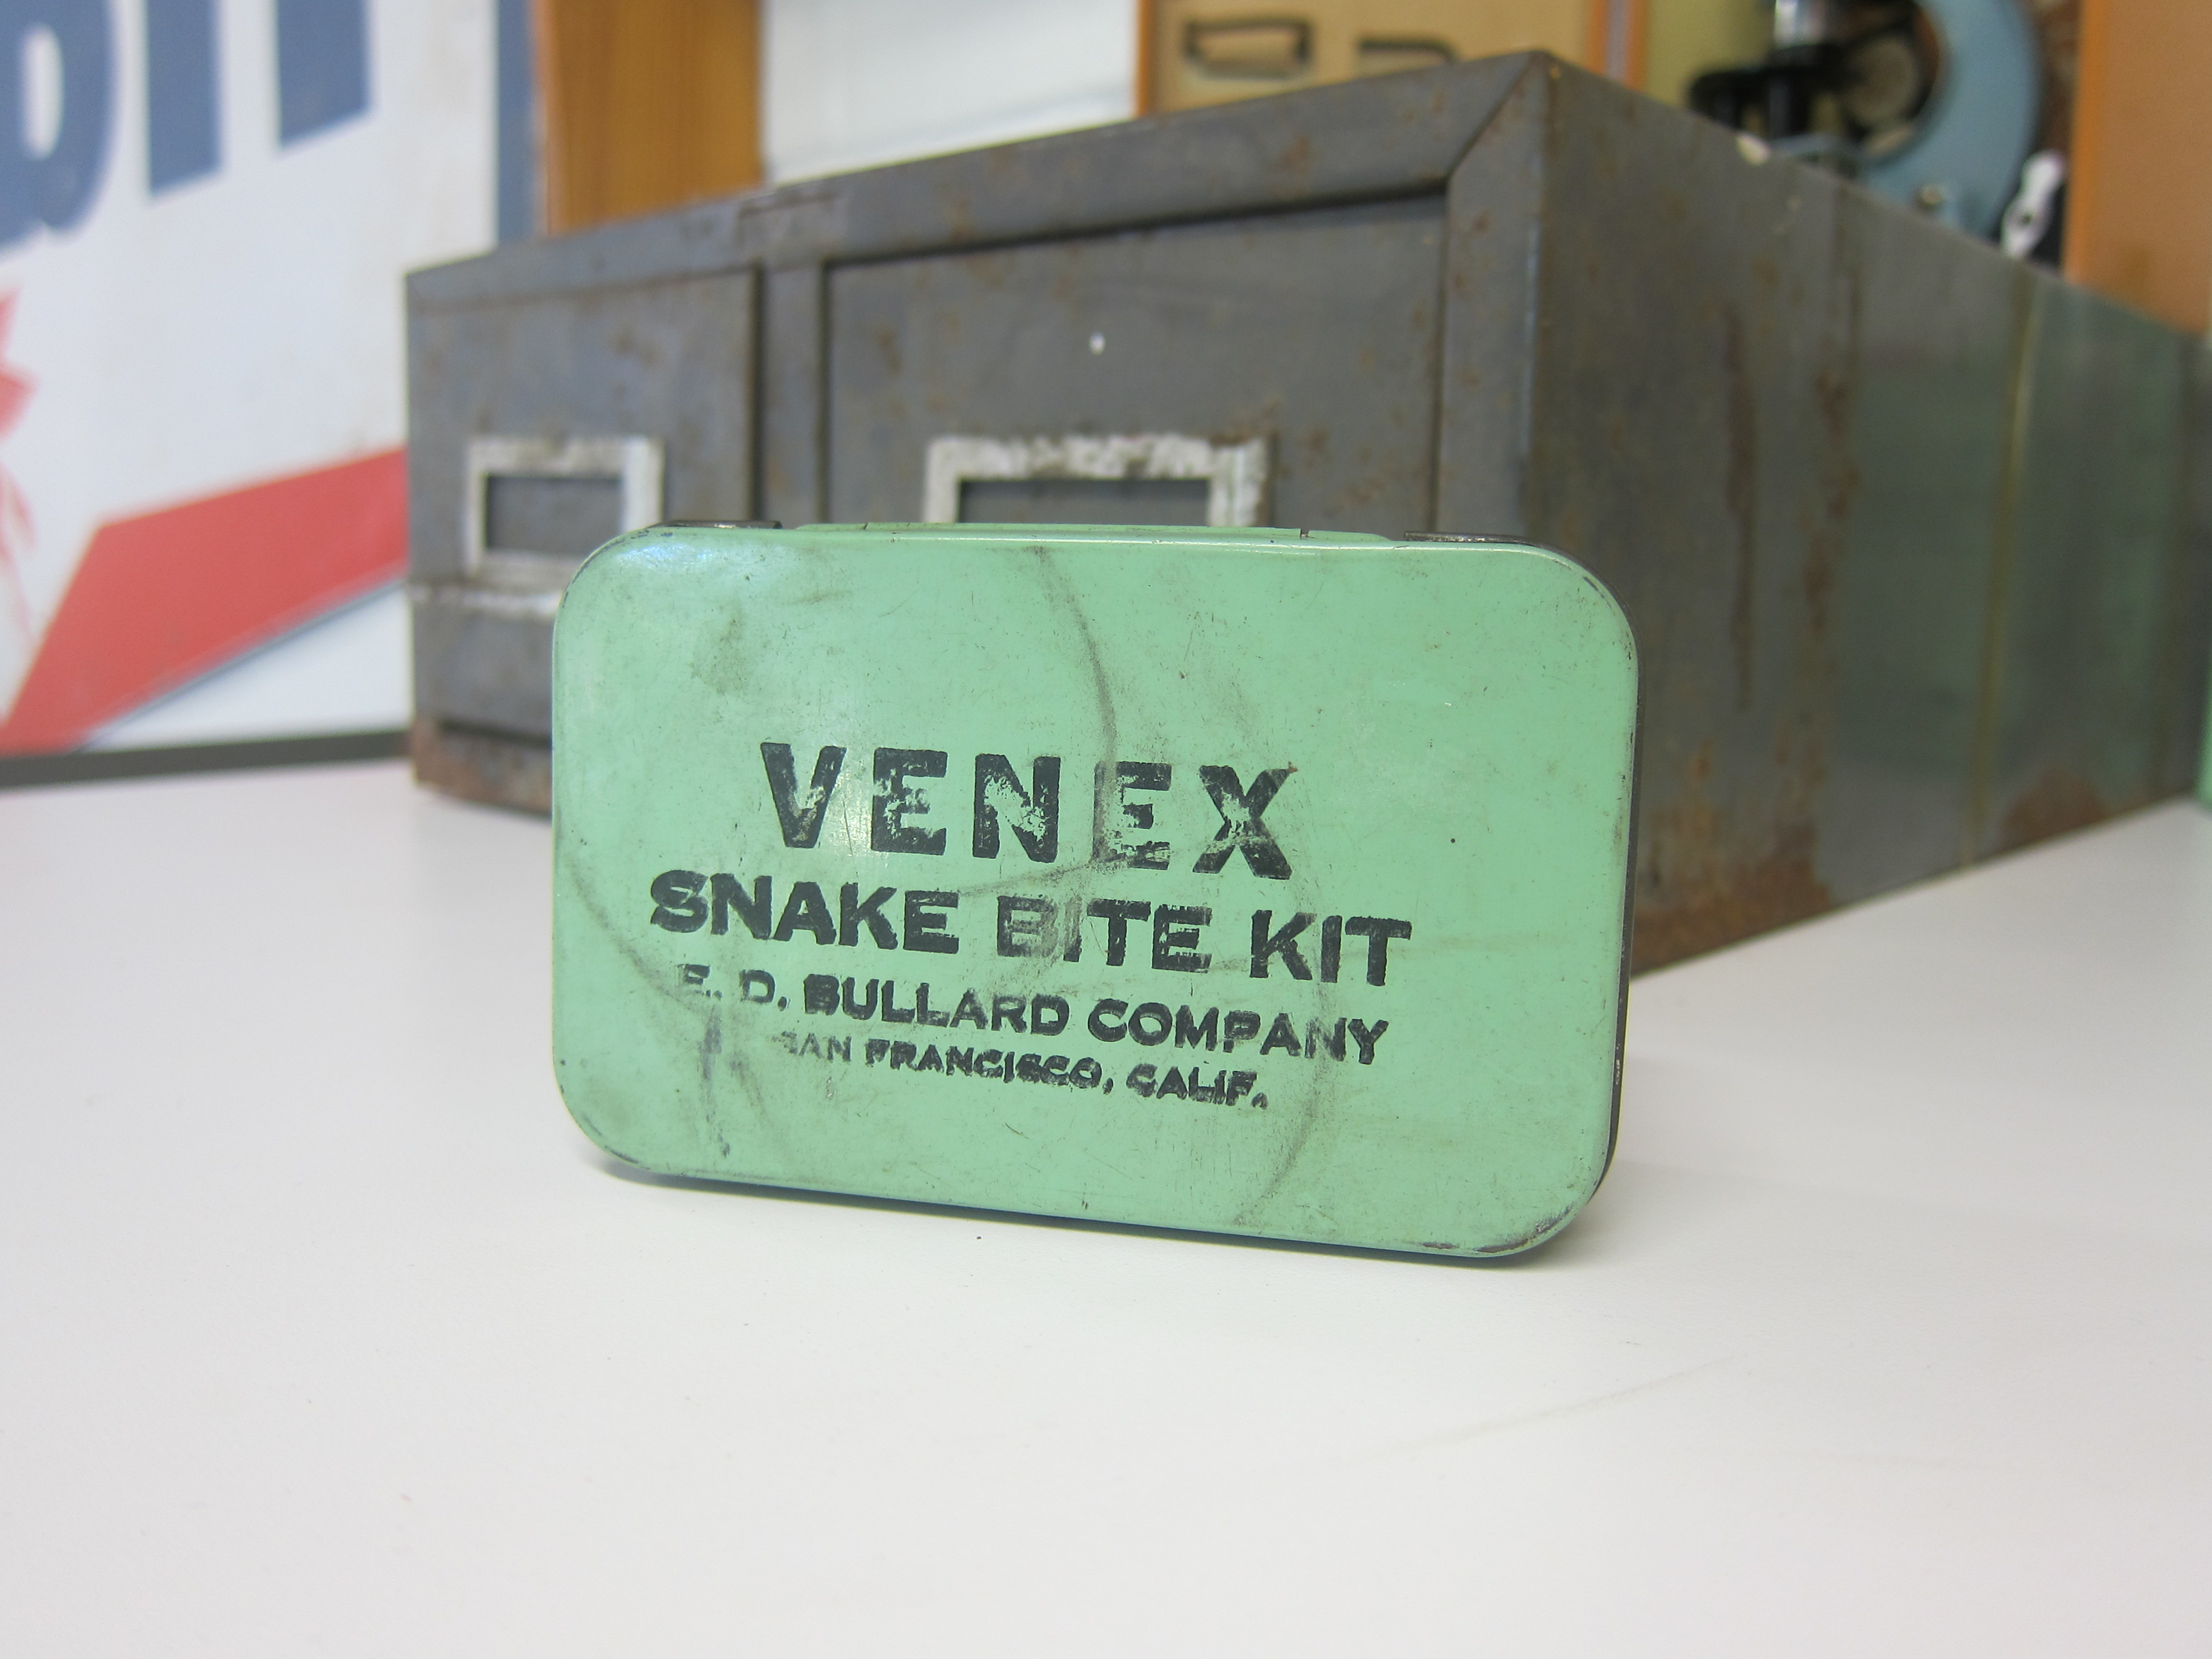 VENEX
SNAKE BITE KIT
E. D. BULLARD COMPANY
SAN FRANCISCO, CALIF.